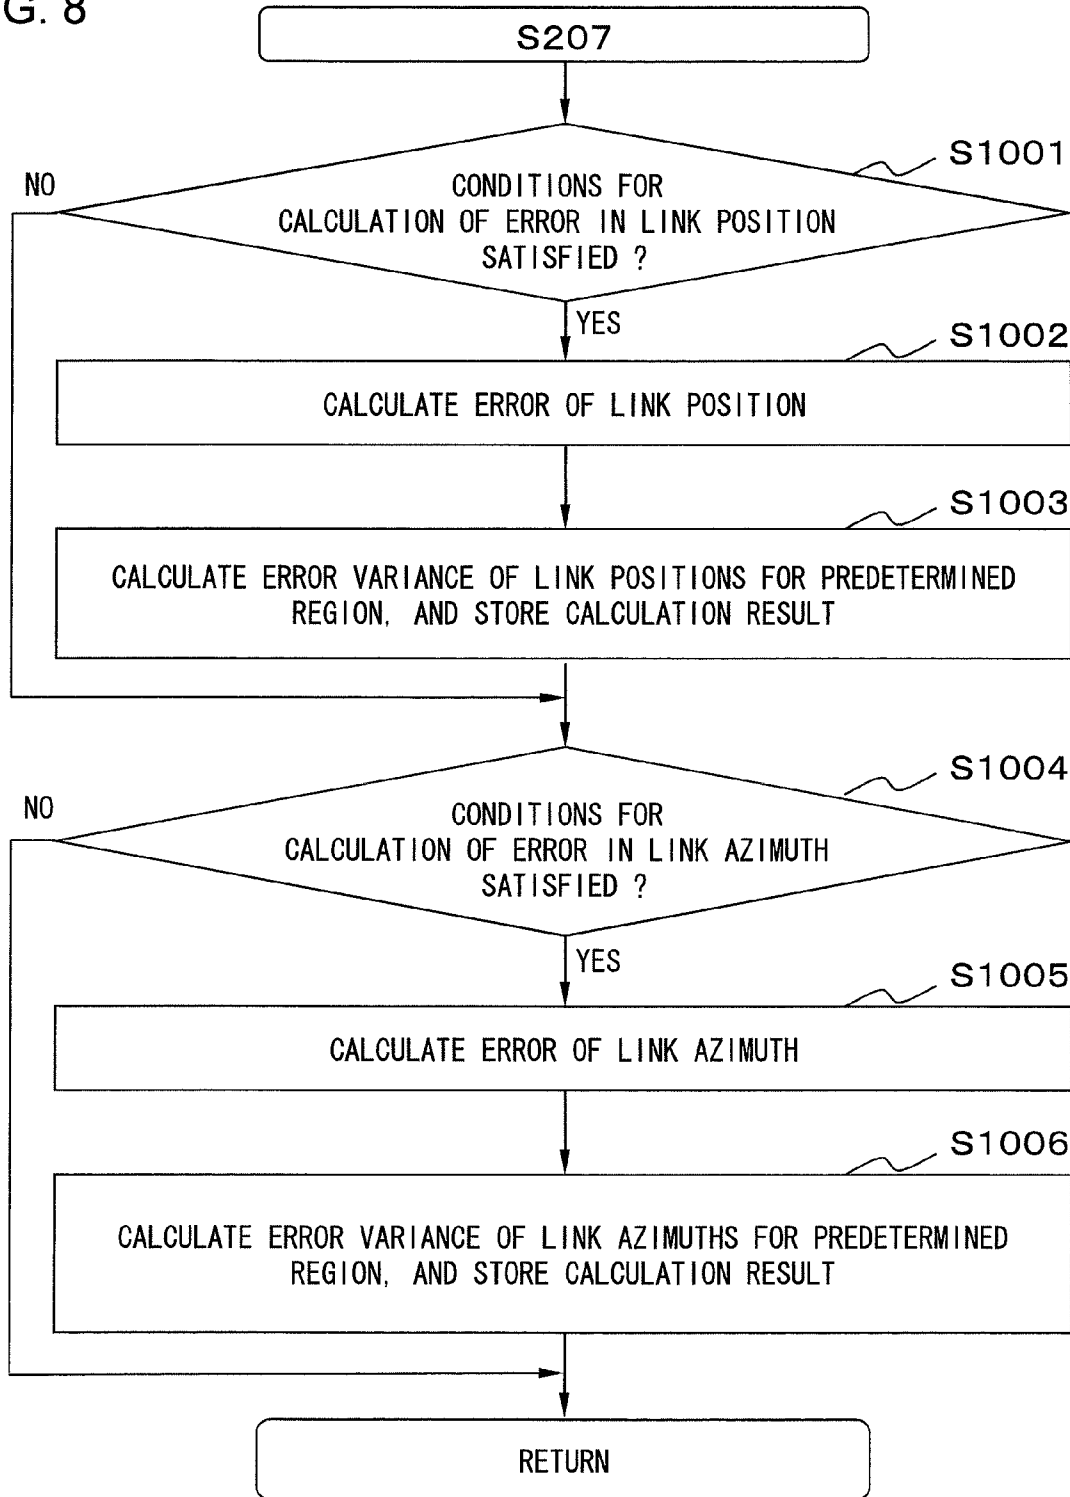 G. 8
S207
S1001
NO
CONDITIONS FOR
CALCULATION OF ERROR IN LINK POSITION
SATISFIED ?
YES
S1002
CALCULATE ERROR OF LINK POSITION
S1003
CALCULATE ERROR VARIANCE OF LINK POSITIONS FOR PREDETERMINED
REGION, AND STORE CALCULATION RESULT
S1004
NO
CONDITIONS FOR
CALCULATION OF ERROR IN LINK AZIMUTH
SATISFIED ?
YES
S1005
CALCULATE ERROR OF LINK AZIMUTH
S1006
CALCULATE ERROR VARIANCE OF LINK AZIMUTHS FOR PREDETERMINED
REGION, AND STORE CALCULATION RESULT
RETURN